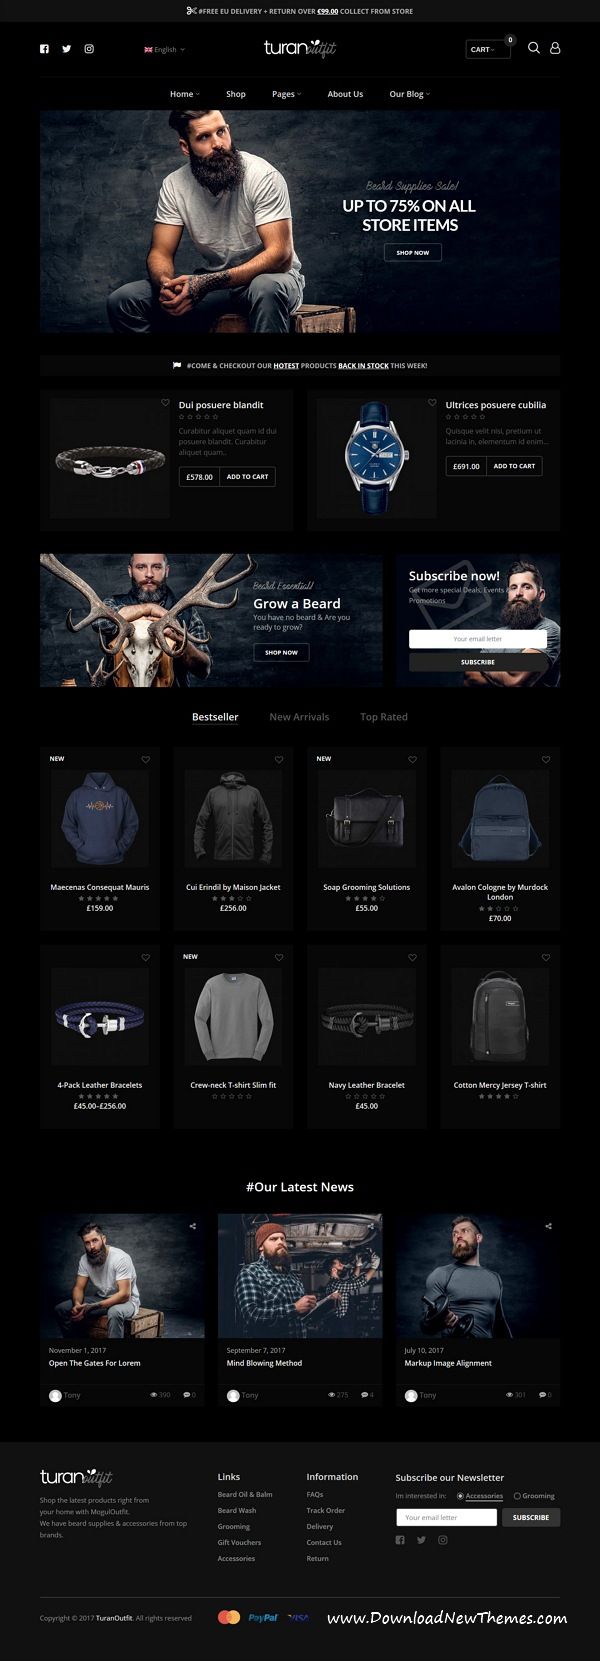 #FREE EU DELIVERY + RETURN OVER €99.00 COLLECT FROM STORE
English
turanoutfit
CART
0
Home
Shop
Pages
About Us
Our Blog
Beard Supplies Sale!
UP TO 75% ON ALL
STORE ITEMS
SHOP NOW
#COME & CHECKOUT OUR HOTEST PRODUCTS BACK IN STOCK THIS WEEK!
Dui posuere blandit
Curabitur aliquet quam id dui
posuere blandit. Curabitur
aliquet quam..
£578.00
ADD TO CART
Ultrices posuere cubilia
Quisque velit nisi, pretium ut
lacinia in, elementum id enim...
£691.00
ADD TO CART
Beard Essential!
Grow a Beard
You have no beard & Are you
ready to grow?
SHOP NOW
Subscribe now!
Get more special Deals, Events &
Promotions
Your email letter
SUBSCRIBE
Bestseller
New Arrivals
Top Rated
NEW
Maecenas Consequat Mauris
£159.00
Cui Erindil by Maison Jacket
£256.00
NEW
Soap Grooming Solutions
£55.00
Avalon Cologne by Murdock
London
£70.00
4-Pack Leather Bracelets
£45.00–£256.00
NEW
Crew-neck T-shirt Slim fit
Navy Leather Bracelet
£45.00
Cotton Mercy Jersey T-shirt
#Our Latest News
November 1, 2017
Open The Gates For Lorem
Tony
390
0
September 7, 2017
Mind Blowing Method
Tony
275
4
July 10, 2017
Markup Image Alignment
Tony
301
0
turanoutfit
Shop the latest products right from
your home with MogulOutfit.
We have beard supplies & accessories from top
brands.
Links
Beard Oil & Balm
Beard Wash
Grooming
Gift Vouchers
Accessories
Information
FAQs
Track Order
Delivery
Contact Us
Return
Subscribe our Newsletter
Im interested in:
Accessories
Grooming
Your email letter
SUBSCRIBE
Copyright © 2017 TuranOutfit. All rights reserved
PayPal
VISA
www.DownloadNewThemes.com